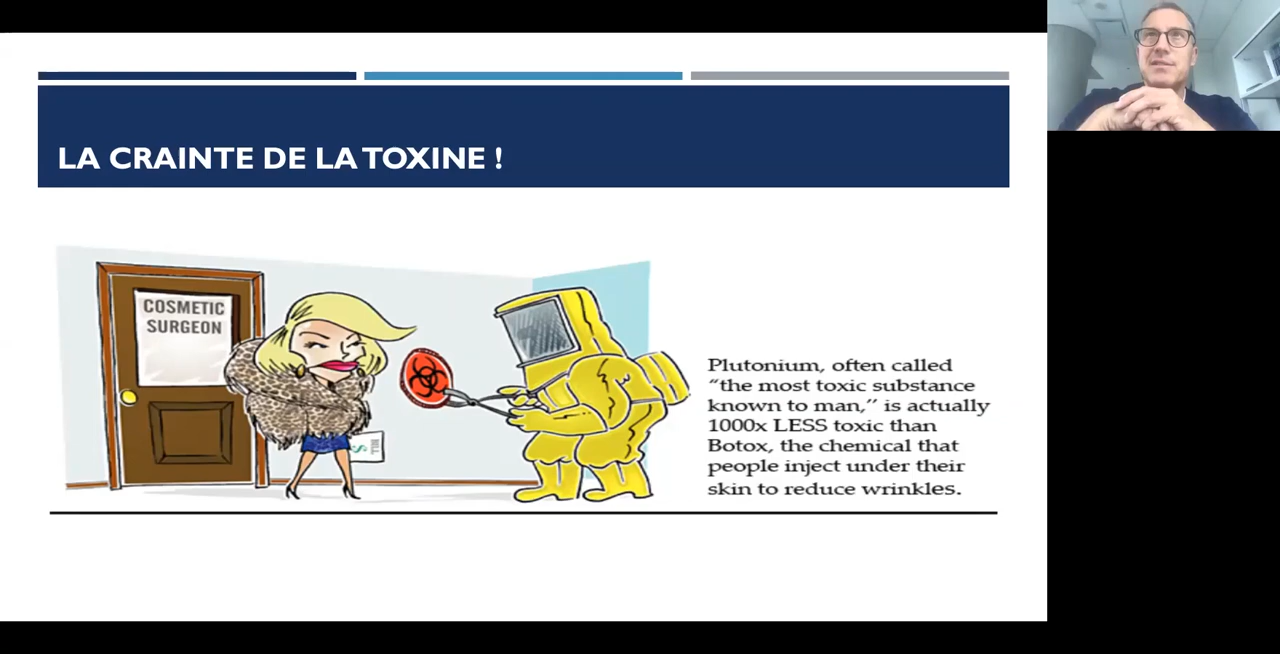 LA CRAINTE DE LA TOXINE !
COSMETIC
SURGEON
BILL
$
Plutonium, often called
“the most toxic substance
known to man,” is actually
1000x LESS toxic than
Botox, the chemical that
people inject under their
skin to reduce wrinkles.